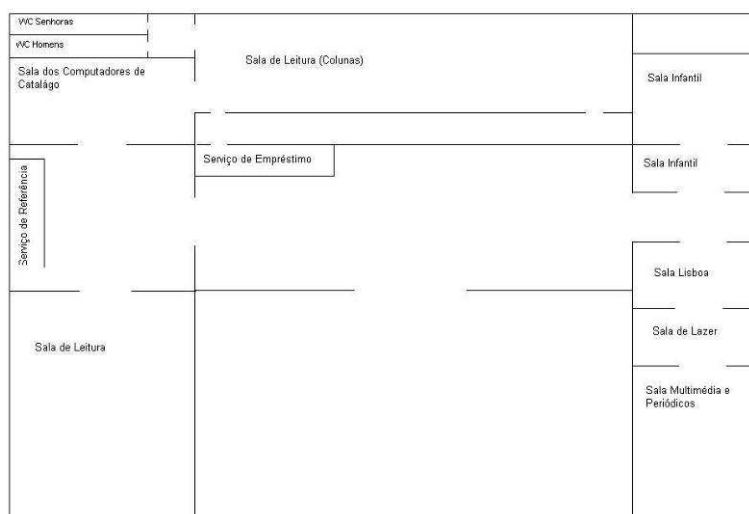 WC Senhoras
WC Homens
Sala dos Computadores de
Catalágo
Sala de Leitura (Colunas)
Sala Infantil
Serviço de Empréstimo
Sala Infantil
Serviço de Referência
Sala Lisboa
Sala de Leitura
Sala de Lazer
Sala Multimédia e
Periódicos